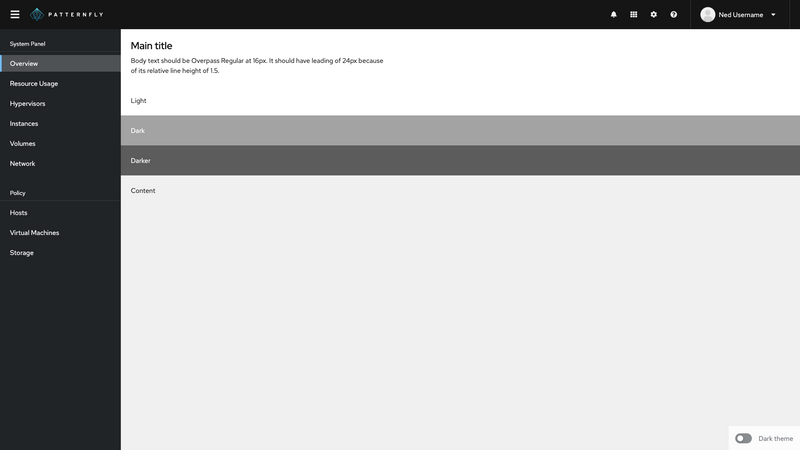 PATTERNFLY
Ned Username
System Panel
Overview
Resource Usage
Hypervisors
Instances
Volumes
Network
Policy
Hosts
Virtual Machines
Storage
Main title
Body text should be Overpass Regular at 16px. It should have leading of 24px because
of its relative line height of 1.5.
Light
Dark
Darker
Content
Dark theme